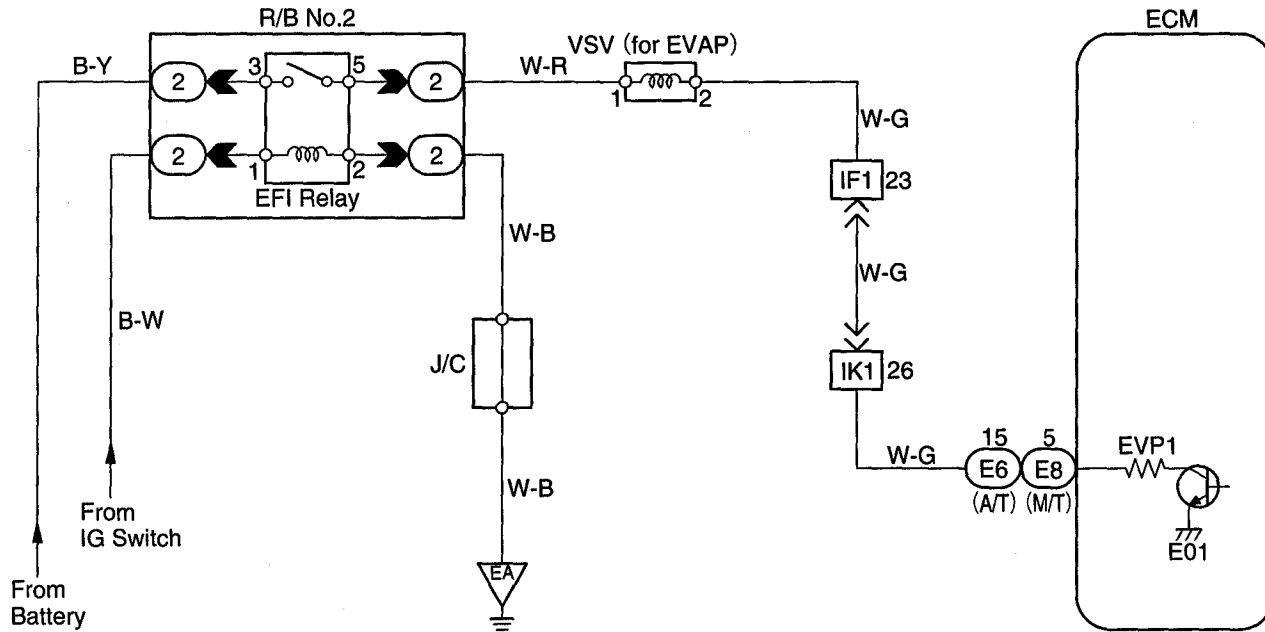 R/B No.2
ECM
VSV (for EVAP)
B-Y
2
3
5
2
W-R
1
2
2
1
2
2
EFI Relay
W-G
IF1 23
W-B
W-G
B-W
J/C
IK1 26
15
5
EVP1
W-G
E6
E8
(A/T)
(M/T)
W-B
From
IG Switch
E01
EA
From
Battery